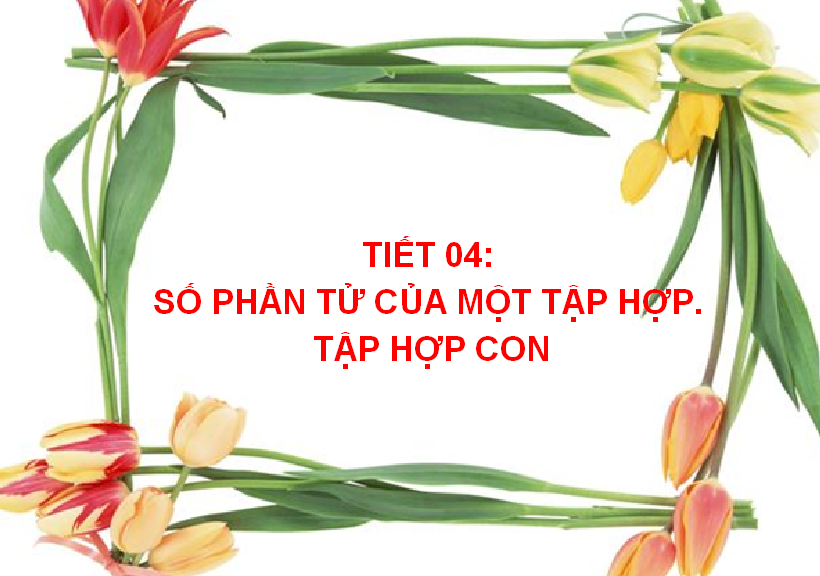 TIẾT 04:
SỐ PHẦN TỬ CỦA MỘT TẬP HỢP.
TẬP HỢP CON